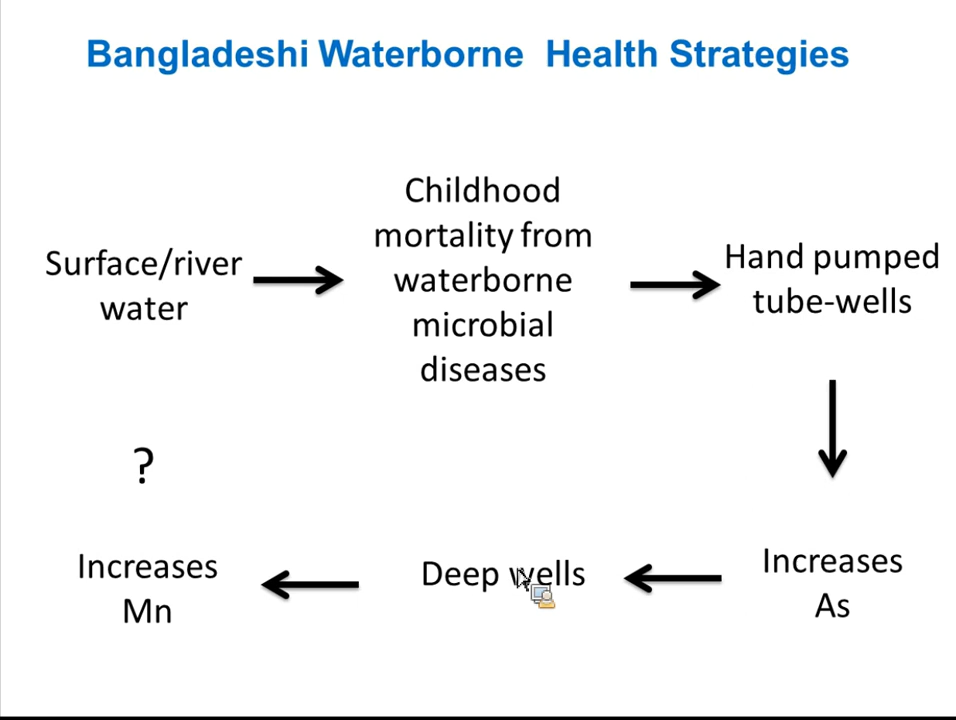 Bangladeshi Waterborne Health Strategies
Surface/river
water
Childhood
mortality from
waterborne
microbial
diseases
Hand pumped
tube-wells
Increases
As
Deep wells
Increases
Mn
?